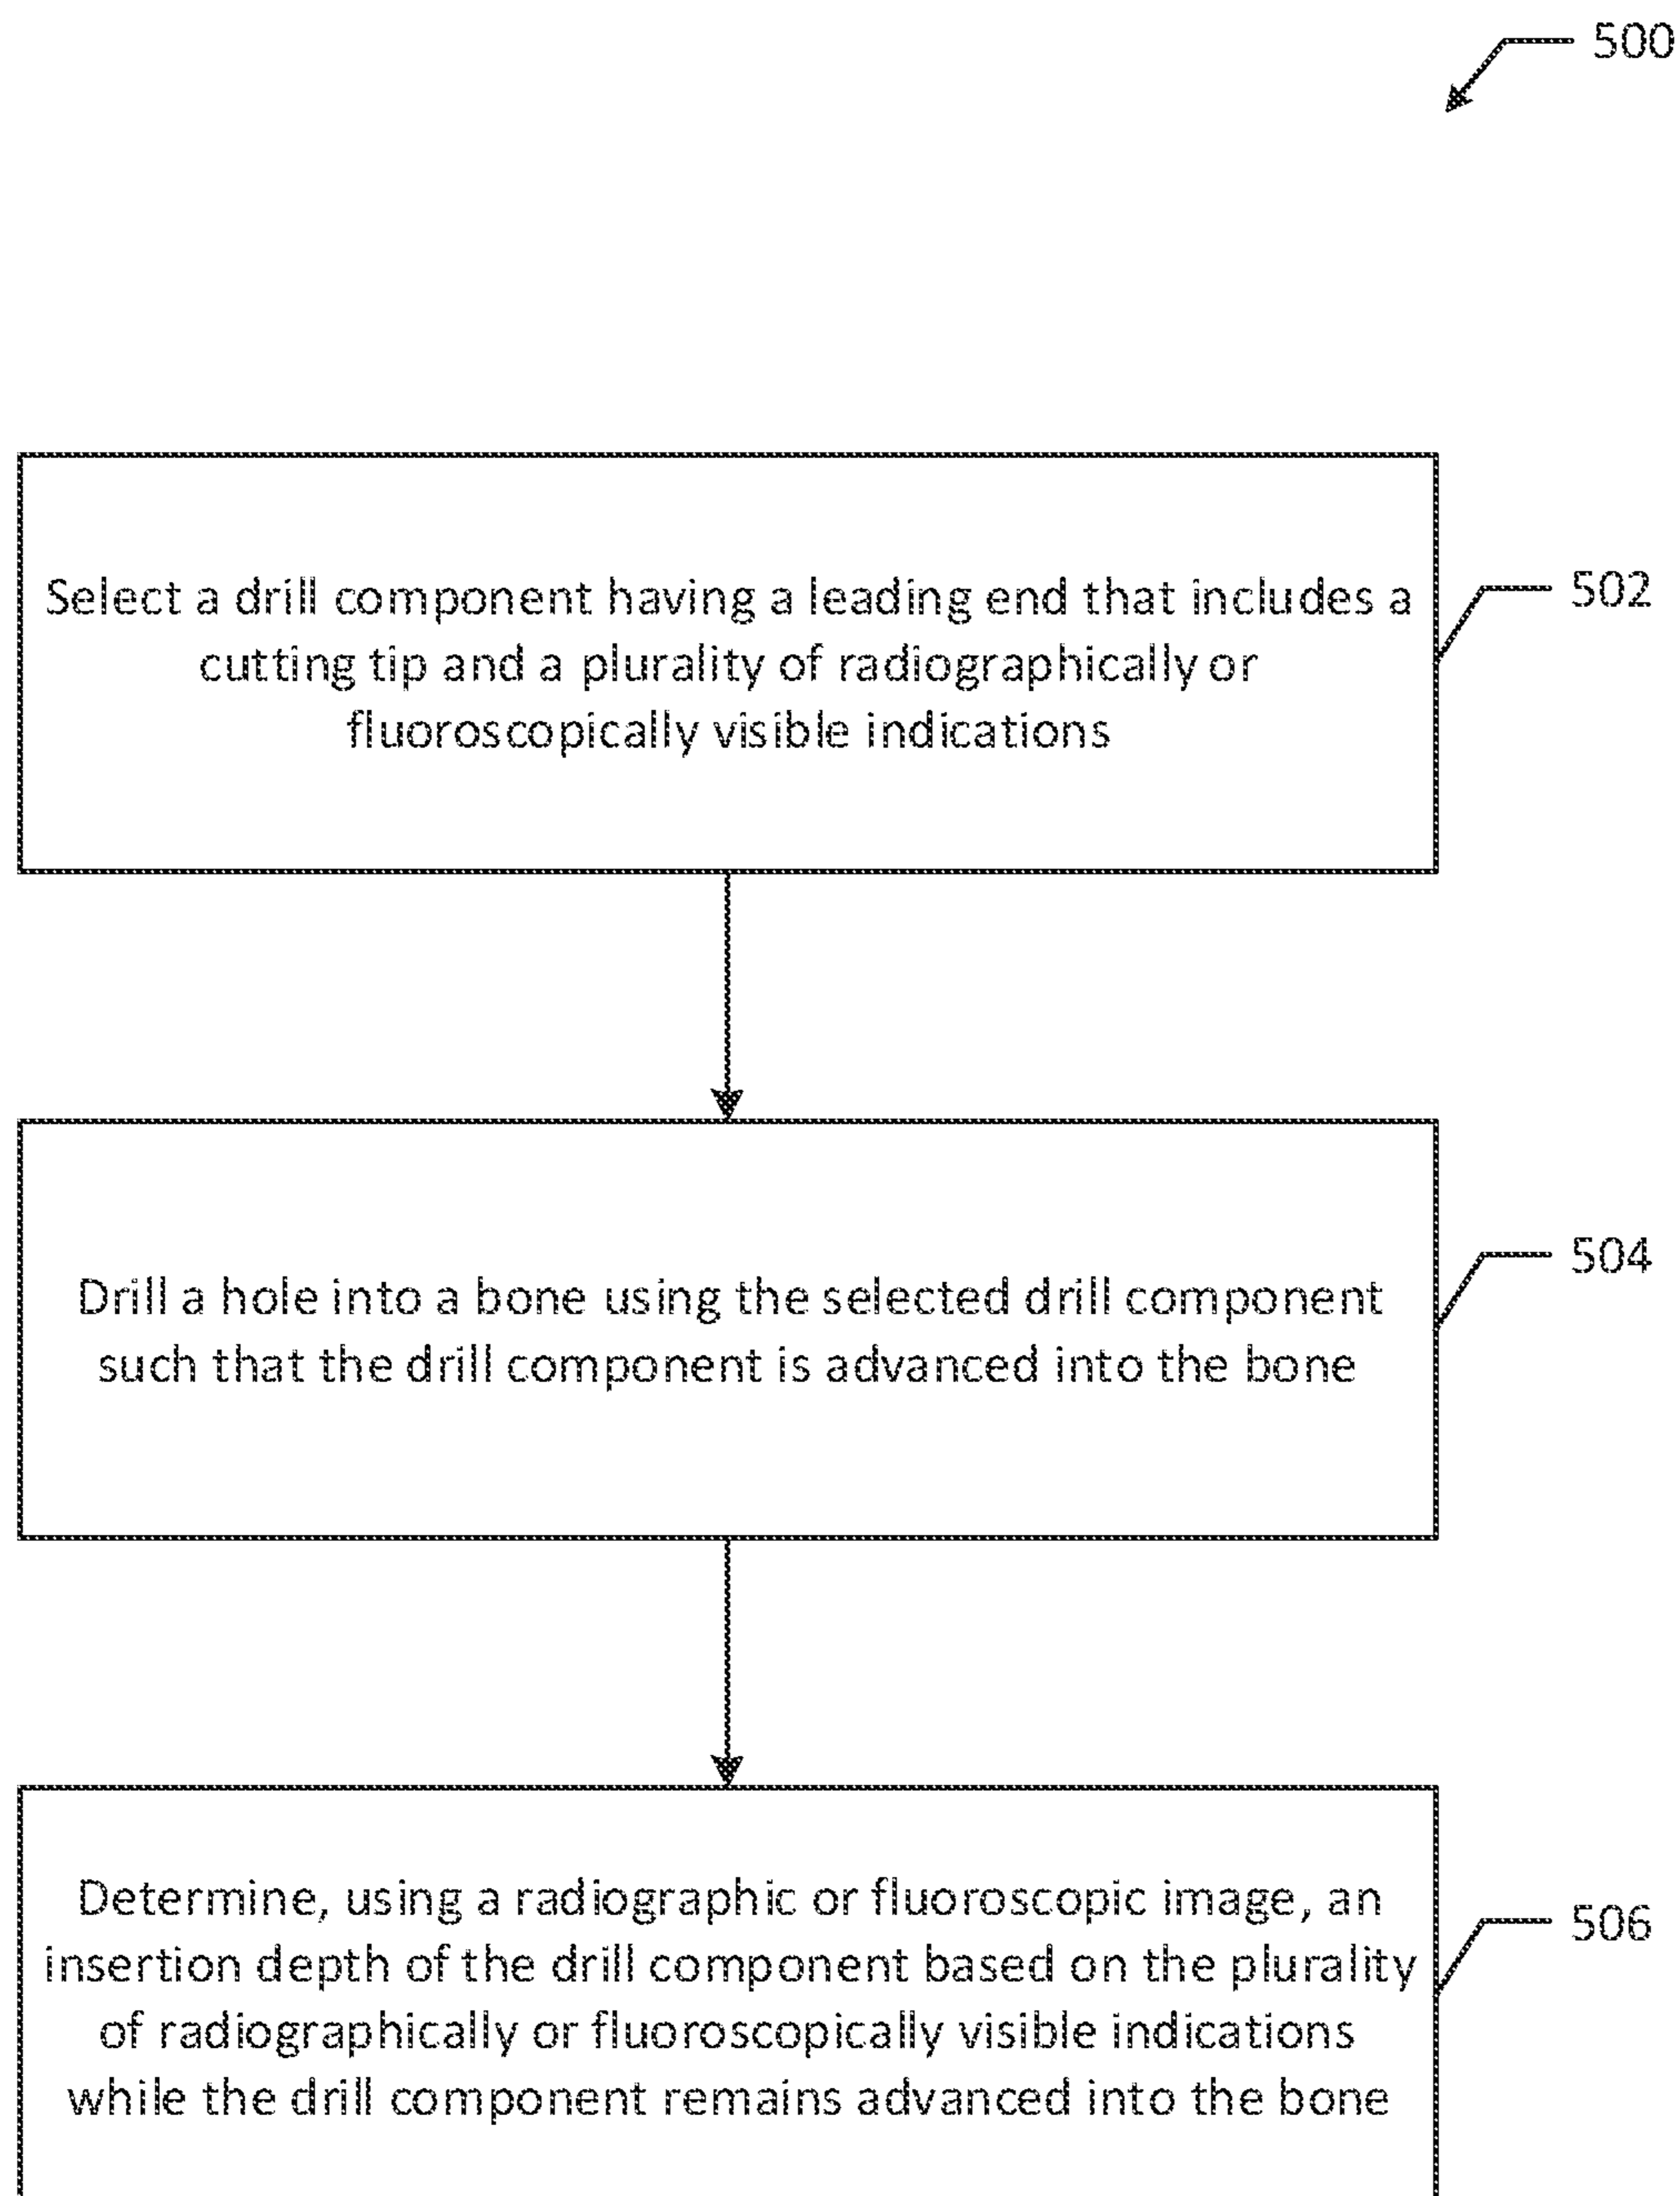 500
Select a drill component having a leading end that includes a
cutting tip and a plurality of radiographically or
fluoroscopically visible indications
502
Drill a hole into a bone using the selected drill component
such that the drill component is advanced into the bone
504
Determine, using a radiographic or fluoroscopic image, an
insertion depth of the drill component based on the plurality
of radiographically or fluoroscopically visible indications
while the drill component remains advanced into the bone
506